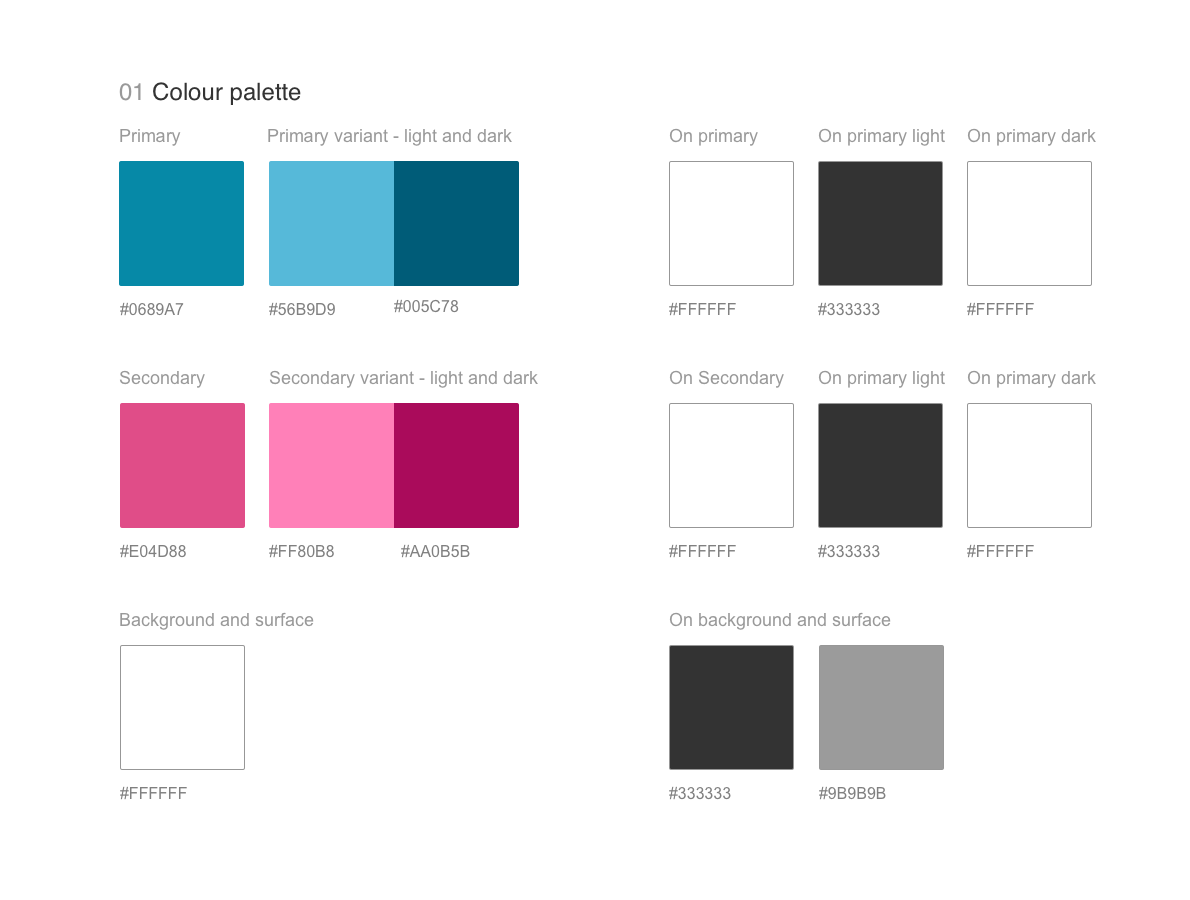 01 Colour palette
Primary
Primary variant - light and dark
On primary
On primary light
On primary dark
#0689A7
#56B9D9
#005C78
#FFFFFF
#333333
#FFFFFF
Secondary
Secondary variant - light and dark
On Secondary
On primary light
On primary dark
#E04D88
#FF80B8
#AA0B5B
#FFFFFF
#333333
#FFFFFF
Background and surface
On background and surface
#FFFFFF
#333333
#9B9B9B